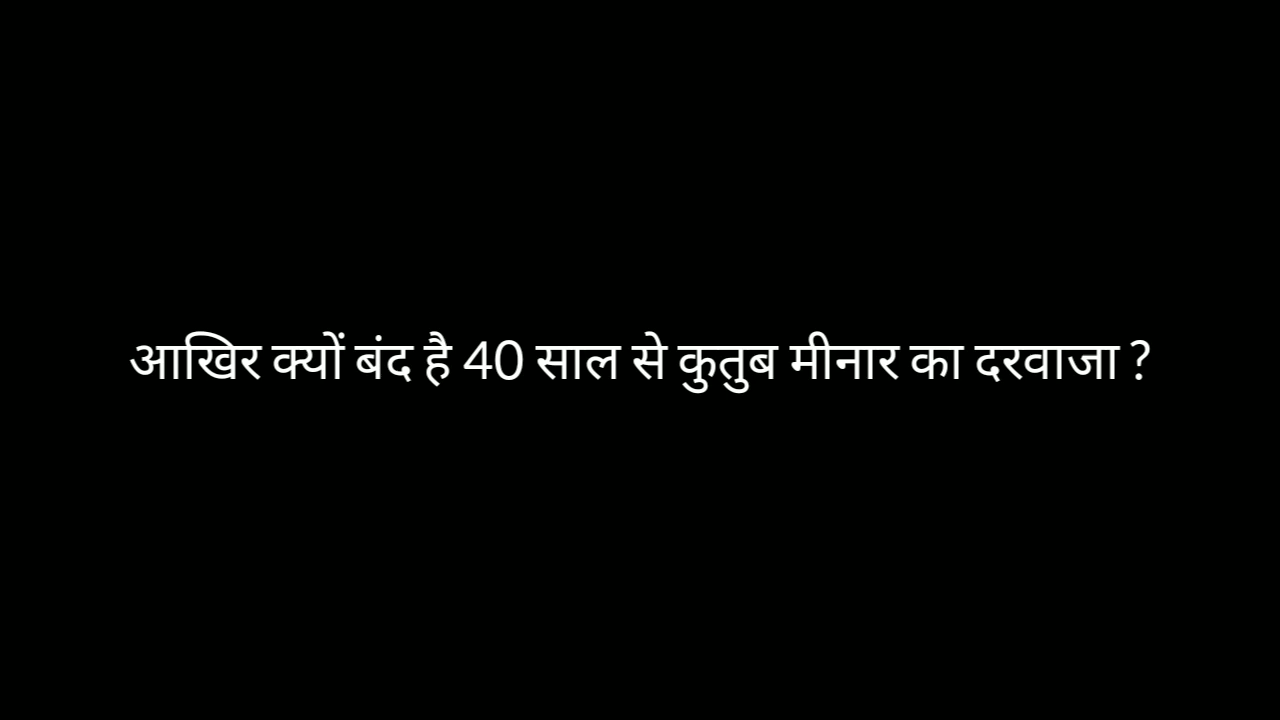 आखिर क्यों बंद है 40 साल से कुतुब मीनार का दरवाजा ?